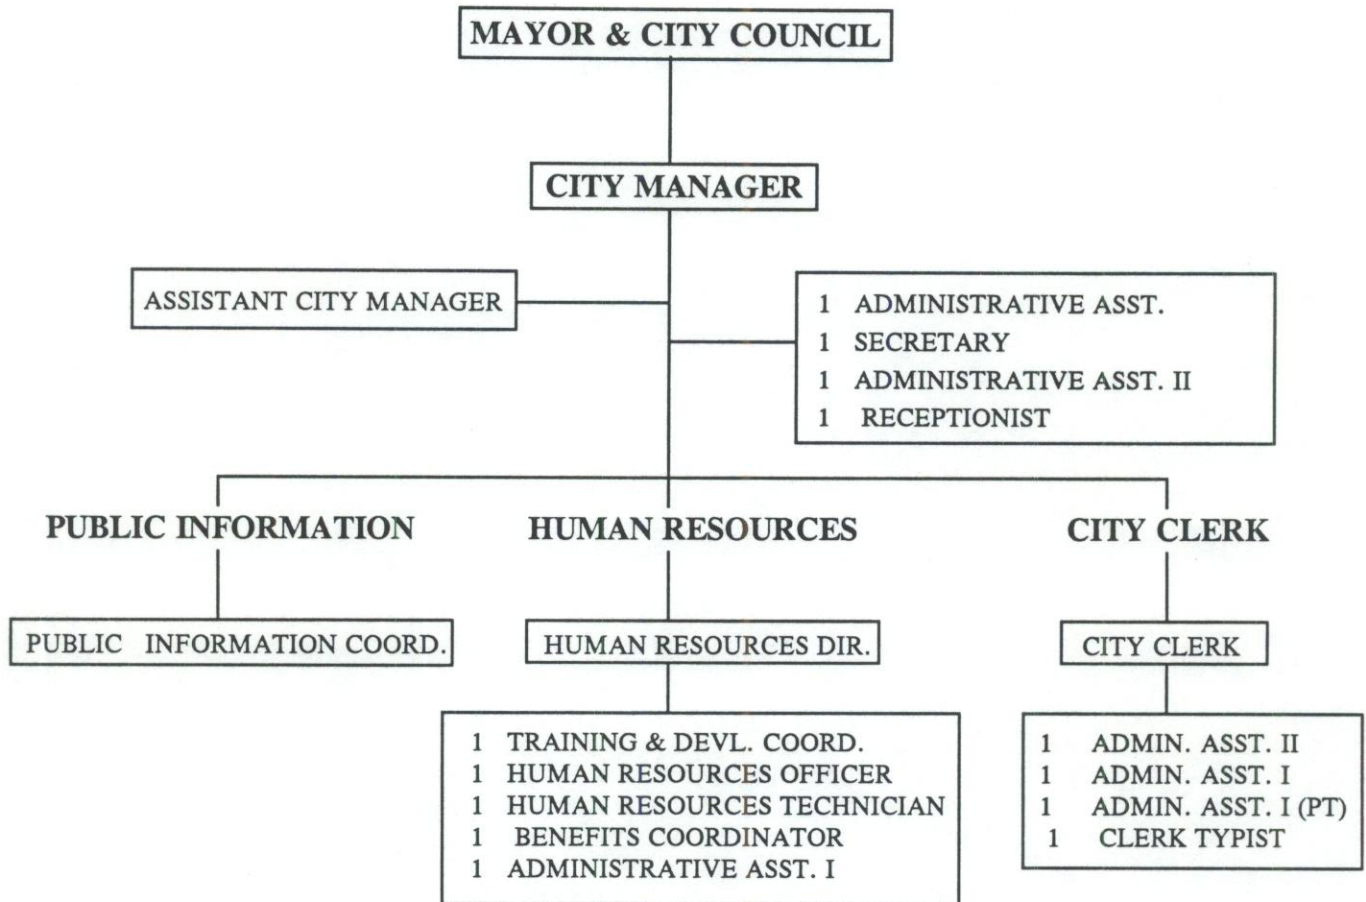 MAYOR & CITY COUNCIL
CITY MANAGER
ASSISTANT CITY MANAGER
1 ADMINISTRATIVE ASST.
1 SECRETARY
1 ADMINISTRATIVE ASST. II
1 RECEPTIONIST
PUBLIC INFORMATION
HUMAN RESOURCES
CITY CLERK
PUBLIC INFORMATION COORD.
HUMAN RESOURCES DIR.
CITY CLERK
1 TRAINING & DEVL. COORD.
1 HUMAN RESOURCES OFFICER
1 HUMAN RESOURCES TECHNICIAN
1 BENEFITS COORDINATOR
1 ADMINISTRATIVE ASST. I
1 ADMIN. ASST. II
1 ADMIN. ASST. I
1 ADMIN. ASST. I (PT)
1 CLERK TYPIST